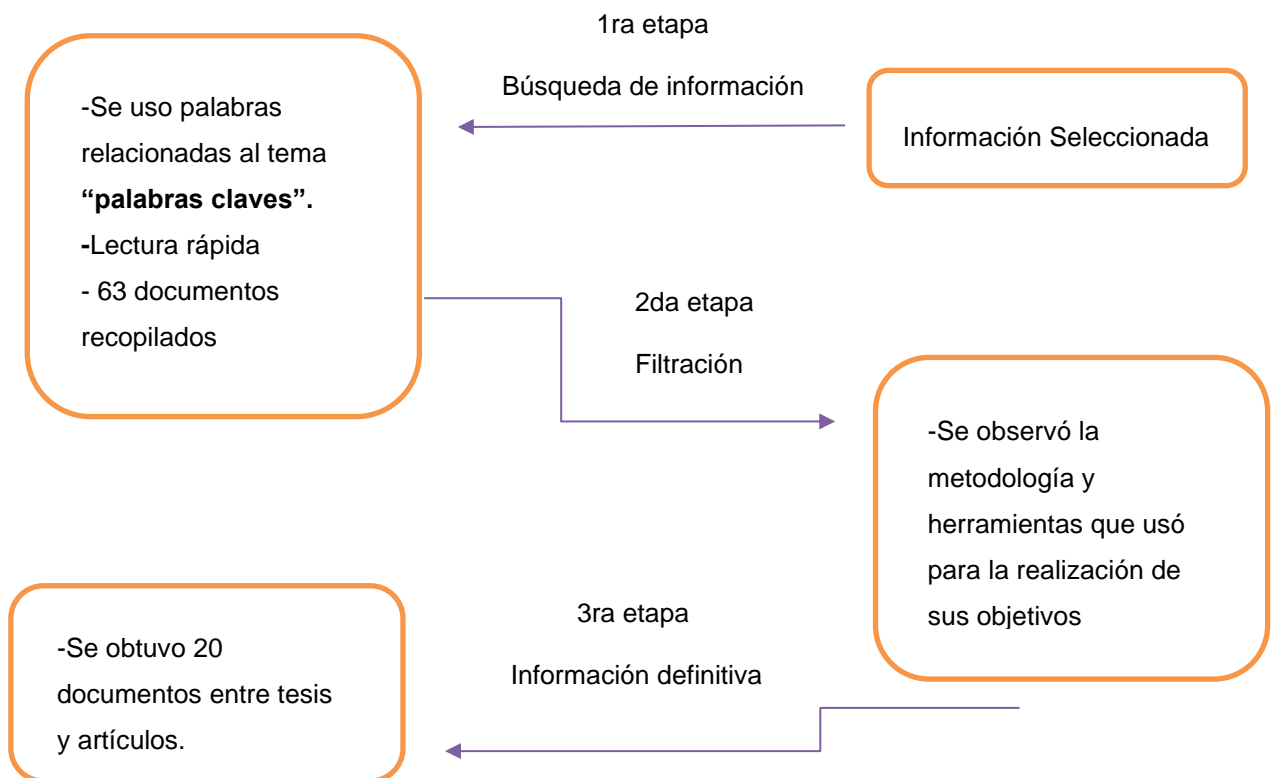 1ra etapa
Búsqueda de información
Información Seleccionada
-Se uso palabras
relacionadas al tema
“palabras claves”.
-Lectura rápida
- 63 documentos
recopilados
2da etapa
Filtración
-Se observó la
metodología y
herramientas que usó
para la realización de
sus objetivos
3ra etapa
Información definitiva
-Se obtuvo 20
documentos entre tesis
y artículos.